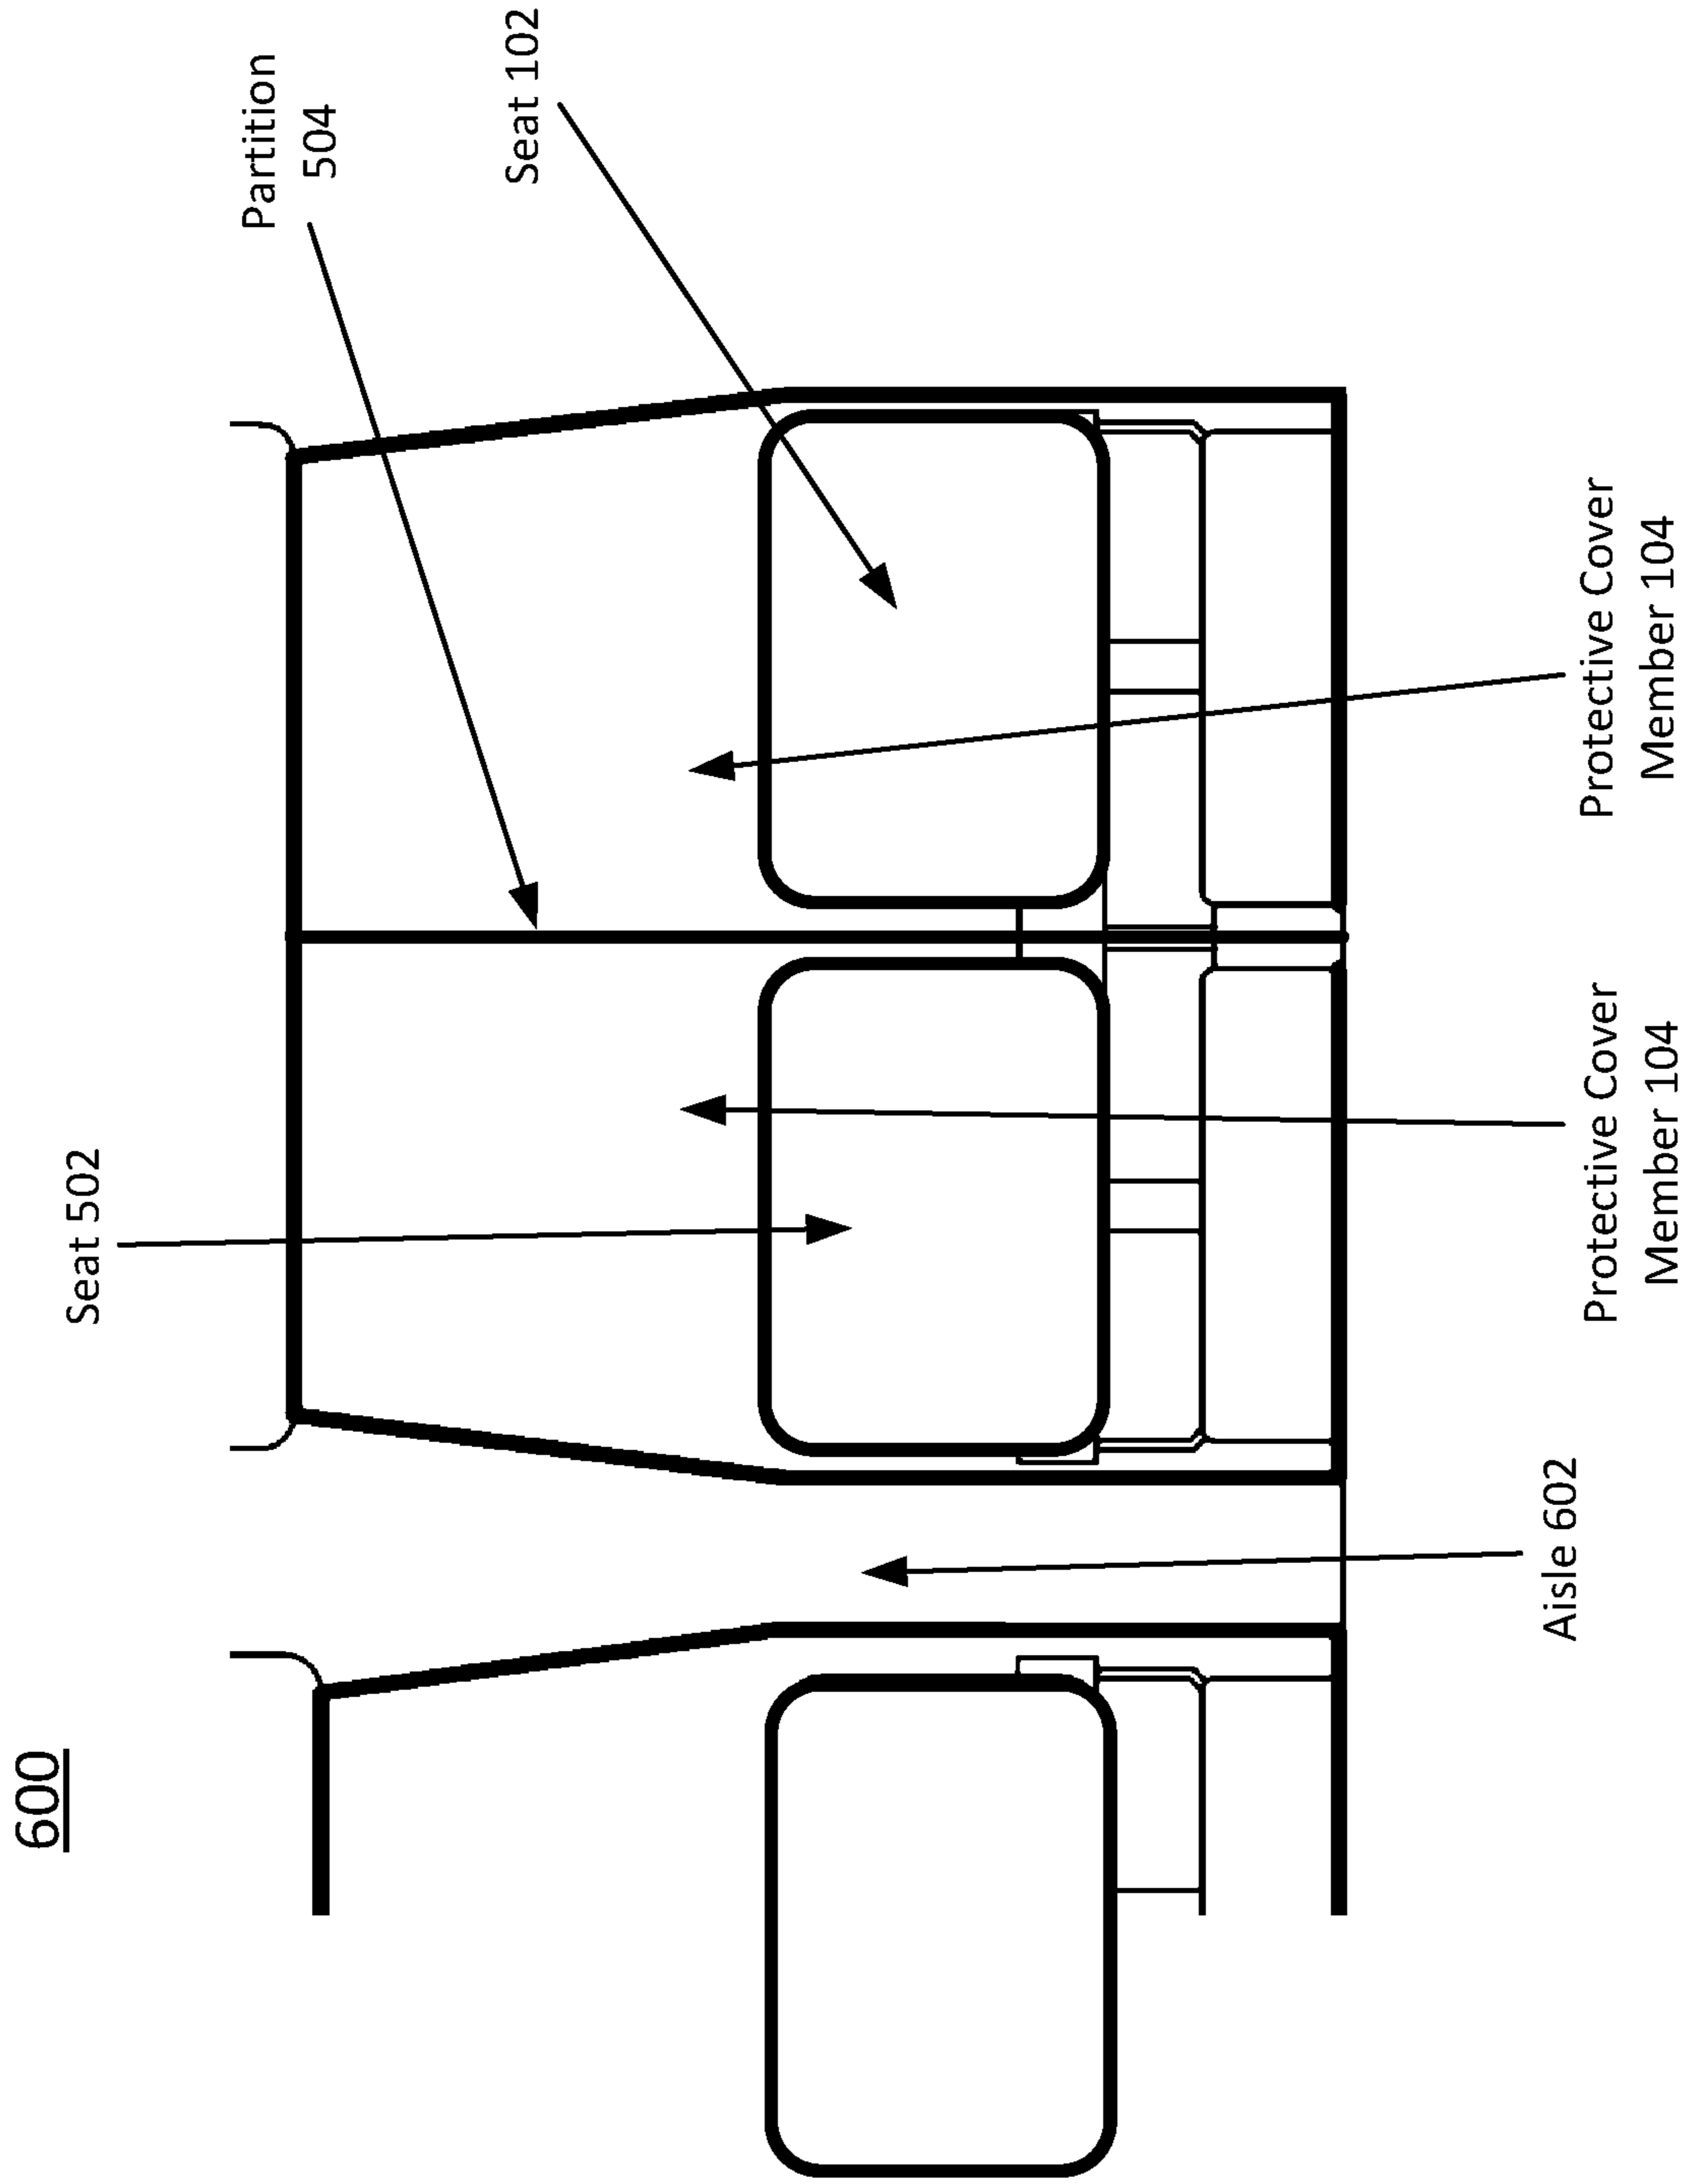 600
Seat 502
Partition
504
Seat 102
Aisle 602
Protective Cover
Member 104
Protective Cover
Member 104